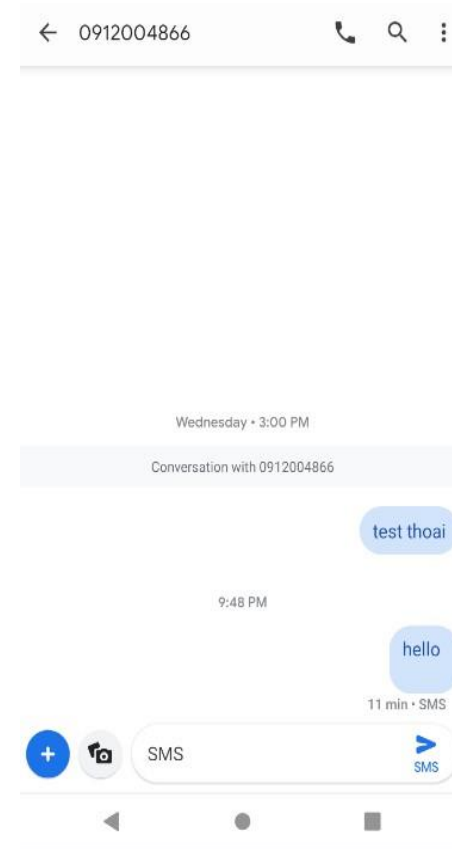 0912004866
Wednesday • 3:00 PM
Conversation with 0912004866
test thoai
9:48 PM
hello
11 min • SMS
SMS
SMS